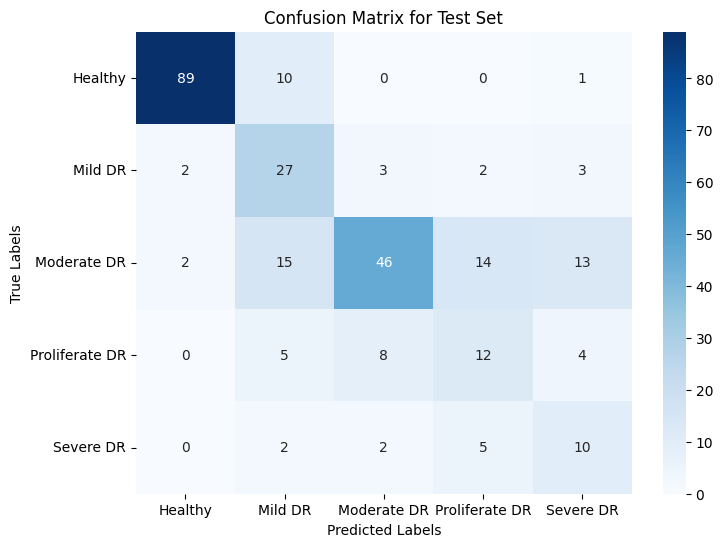 Confusion Matrix for Test Set
True Labels
Healthy 89 10 0 0 1
Mild DR 2 27 3 2 3
Moderate DR 2 15 46 14 13
Proliferate DR 0 5 8 12 4
Severe DR 0 2 2 5 10
Healthy Mild DR Moderate DR Proliferate DR Severe DR
Predicted Labels
80
70
60
50
40
30
20
10
0